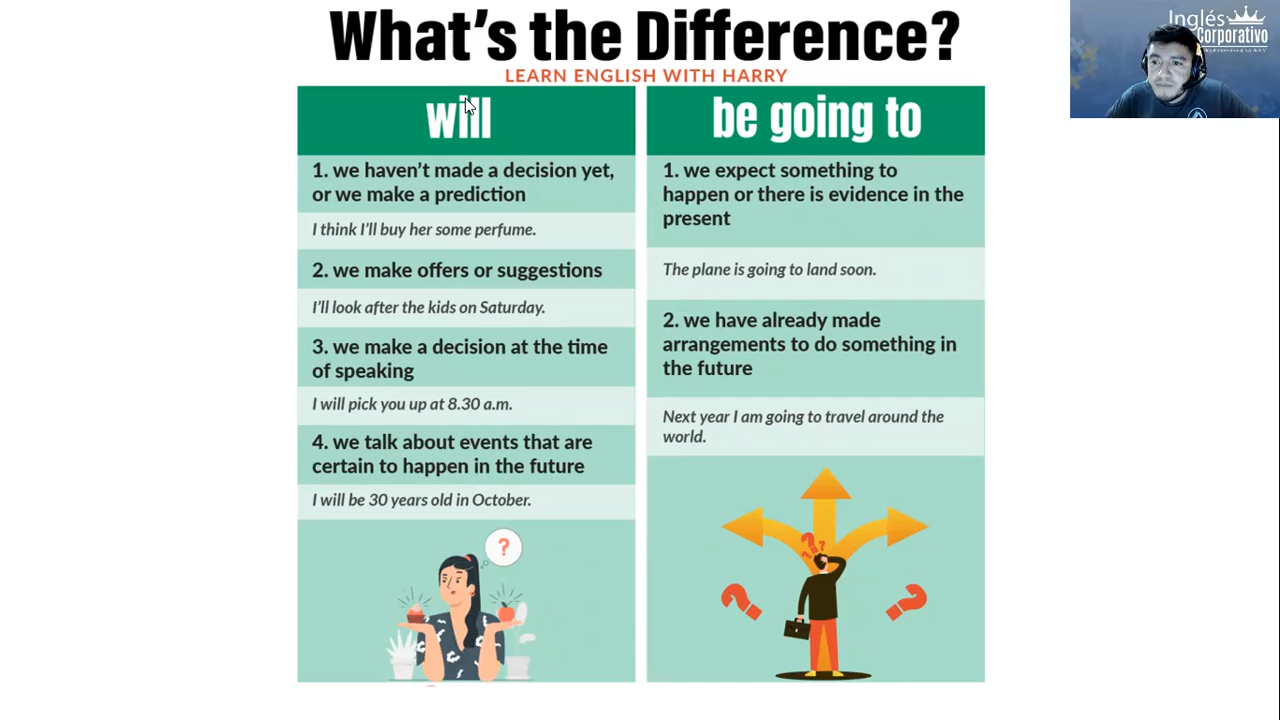 What's the Difference?
LEARN ENGLISH WITH HARRY
will
1. we haven't made a decision yet,
or we make a prediction
I think I'll buy her some perfume.
2. we make offers or suggestions
I'll look after the kids on Saturday.
3. we make a decision at the time
of speaking
I will pick you up at 8.30 a.m.
4. we talk about events that are
certain to happen in the future
I will be 30 years old in October.
?
be going to
1. we expect something to
happen or there is evidence in the
present
The plane is going to land soon.
2. we have already made
arrangements to do something in
the future
Next year I am going to travel around the
world.
? ?
? ?
Inglés
Corporativo